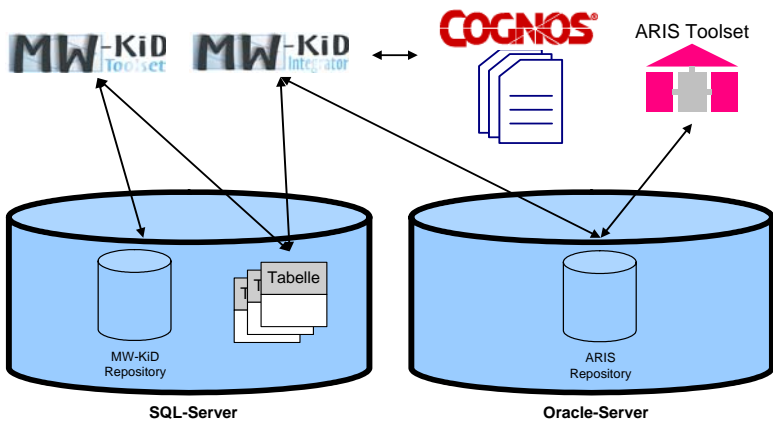 MW-KiD
Toolset
MW-KiD
Integrator
COGNOS®
ARIS Toolset
Tabelle
T
T
MW-KiD
Repository
ARIS
Repository
SQL-Server
Oracle-Server